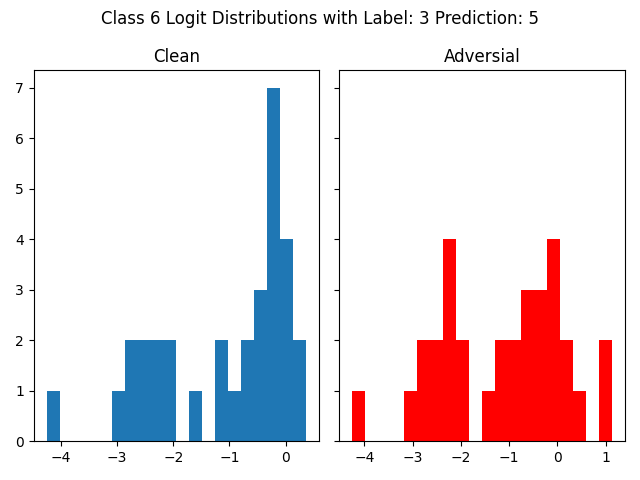 Class 6 Logit Distributions with Label: 3 Prediction: 5
Clean
Adversial
7
6
5
4
3
2
1
0
−4 −3 −2 −1 0
−4 −3 −2 −1 0 1